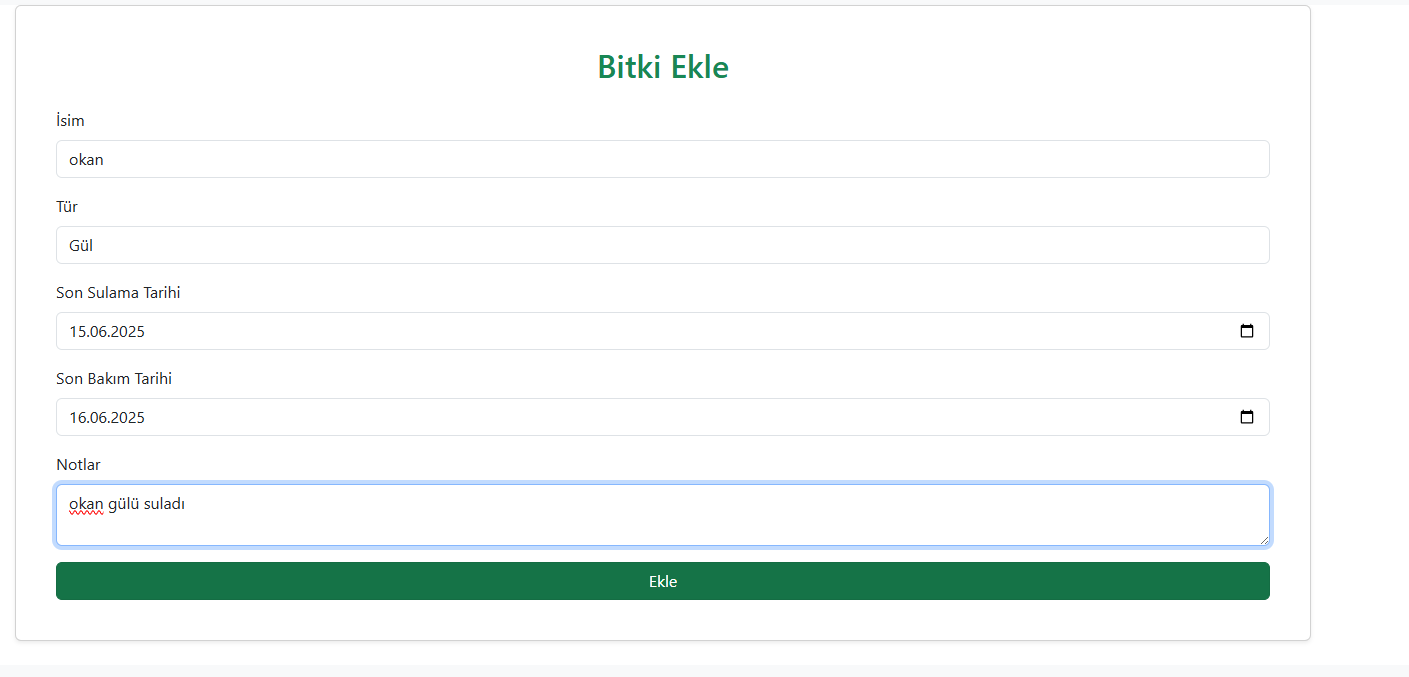 Bitki Ekle
İsim
okan
Tür
Gül
Son Sulama Tarihi
15.06.2025
Son Bakım Tarihi
16.06.2025
Notlar
okan gülü suladı
Ekle